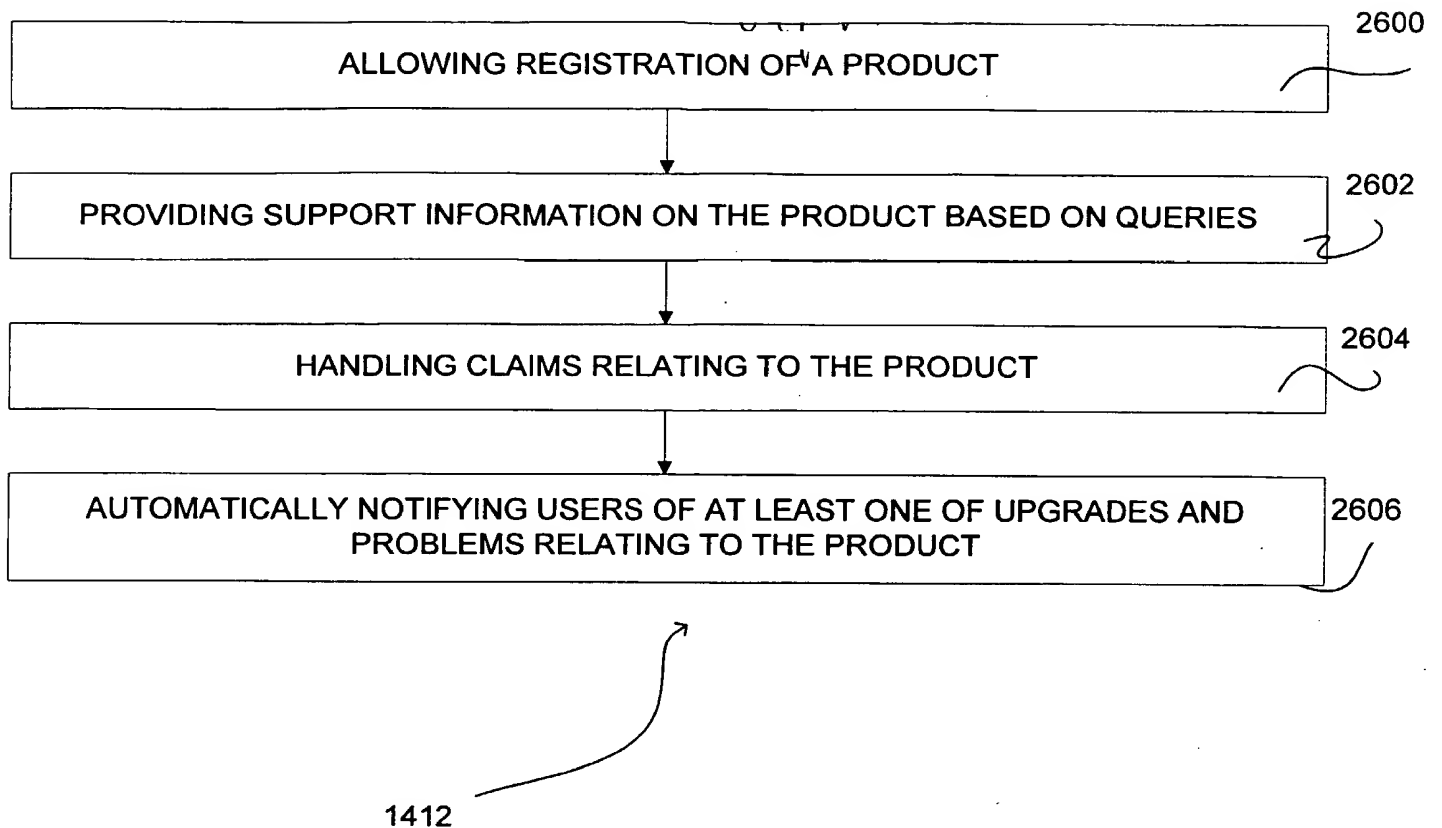 2600
ALLOWING REGISTRATION OF A PRODUCT
2602
PROVIDING SUPPORT INFORMATION ON THE PRODUCT BASED ON QUERIES
2604
HANDLING CLAIMS RELATING TO THE PRODUCT
2606
AUTOMATICALLY NOTIFYING USERS OF AT LEAST ONE OF UPGRADES AND
PROBLEMS RELATING TO THE PRODUCT
1412